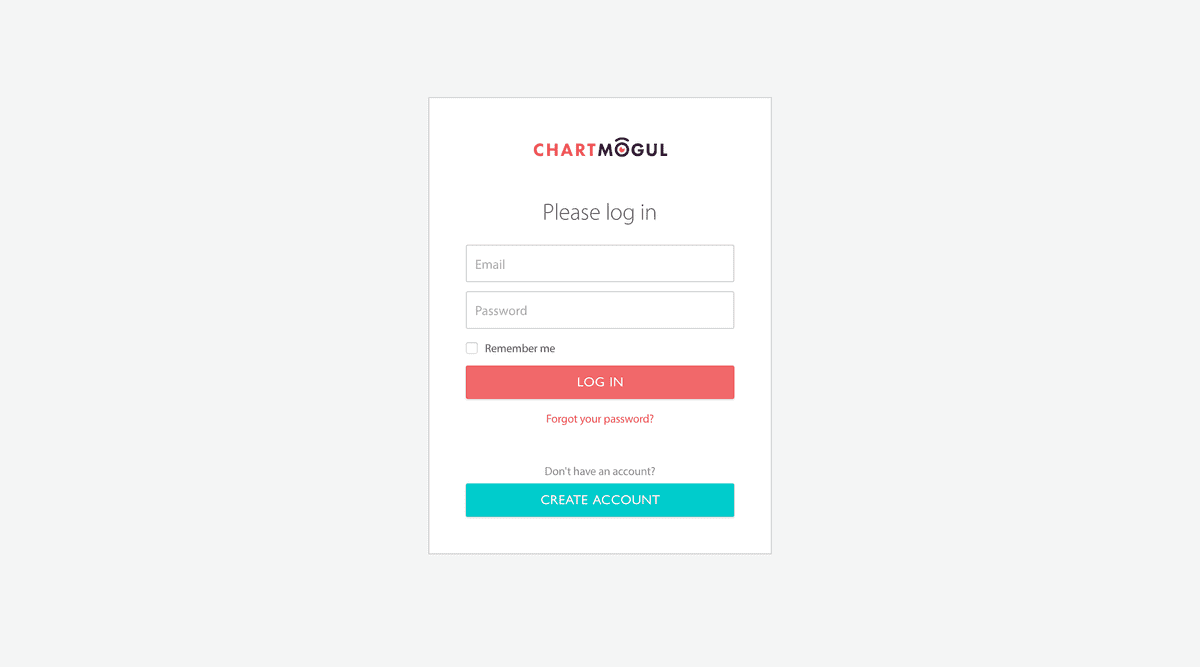 CHARTMOGUL
Please log in
Email
Password
Remember me
LOG IN
Forgot your password?
Don't have an account?
CREATE ACCOUNT